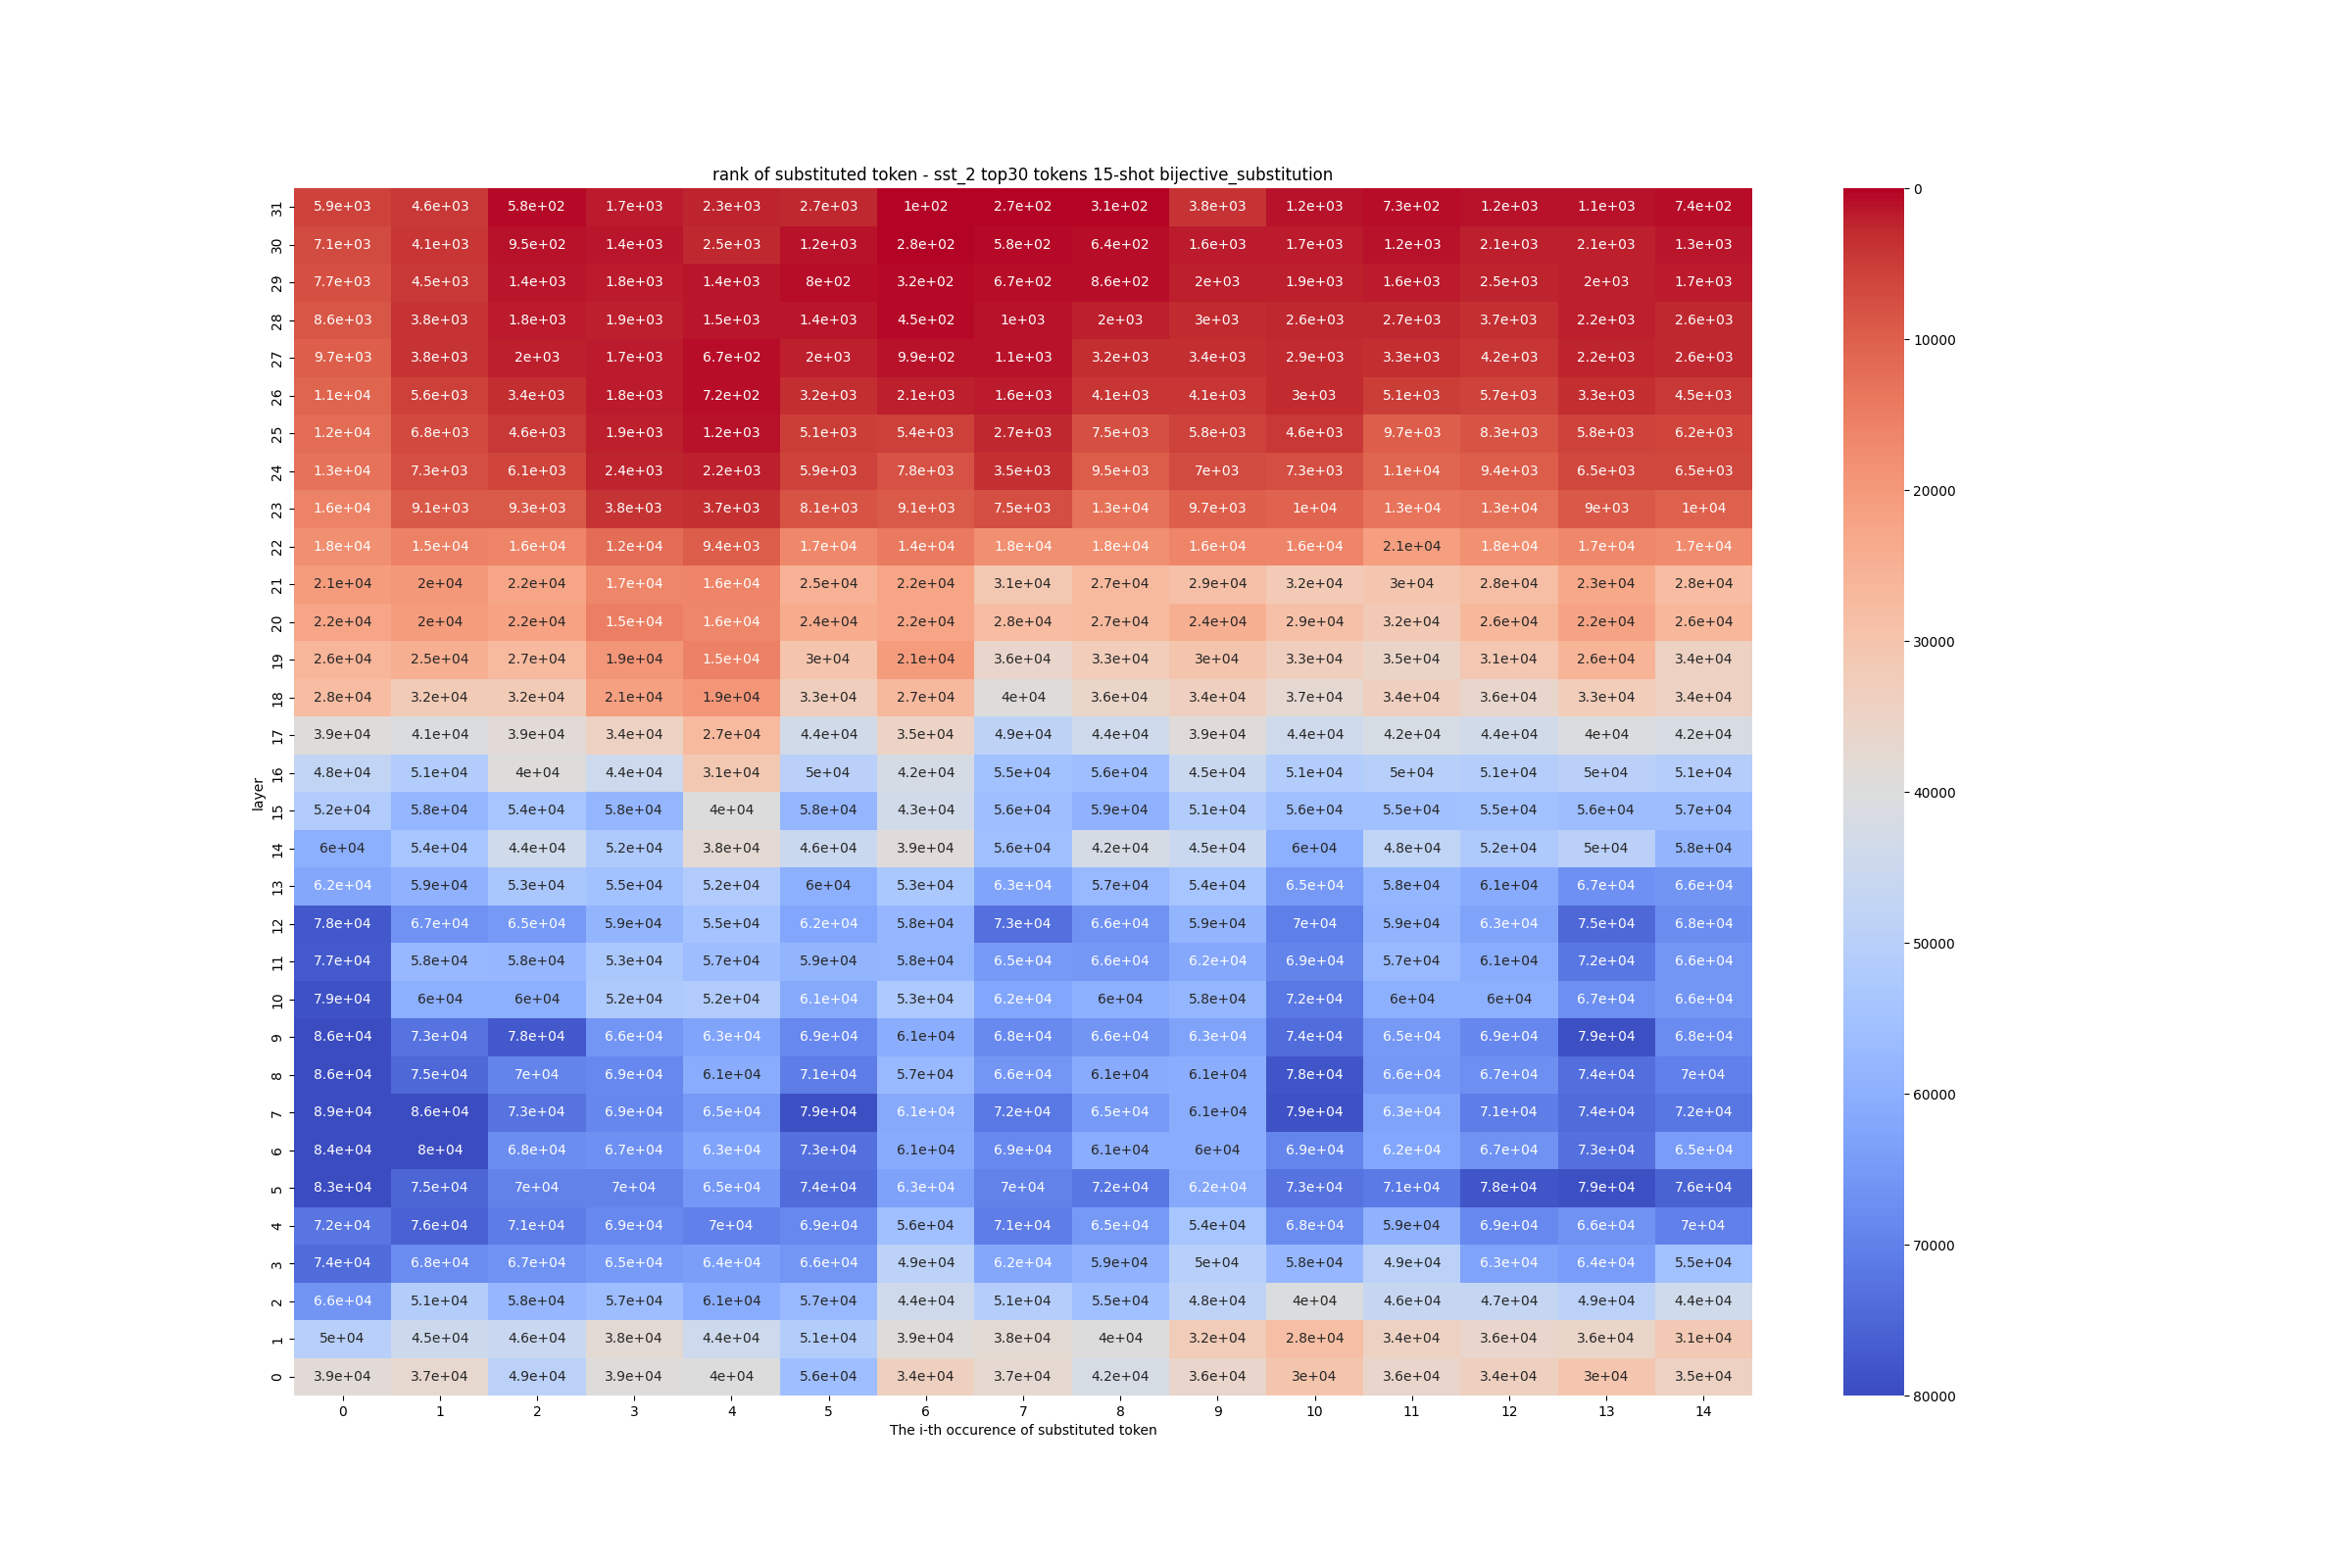 rank of substituted token - sst_2 top30 tokens 15-shot bijective_substitution
31 5.9e+03 4.6e+03 5.8e+02 1.7e+03 2.3e+03 2.7e+03 1e+02 2.7e+02 3.1e+02 3.8e+03 1.2e+03 7.3e+02 1.2e+03 1.1e+03 7.4e+02 0
30 7.1e+03 4.1e+03 9.5e+02 1.4e+03 2.5e+03 1.2e+03 2.8e+02 5.8e+02 6.4e+02 1.6e+03 1.7e+03 1.2e+03 2.1e+03 2.1e+03 1.3e+03
29 7.7e+03 4.5e+03 1.4e+03 1.8e+03 1.4e+03 8e+02 3.2e+02 6.7e+02 8.6e+02 2e+03 1.9e+03 1.6e+03 2.5e+03 2e+03 1.7e+03
28 8.6e+03 3.8e+03 1.8e+03 1.9e+03 1.5e+03 1.4e+03 4.5e+02 1e+03 2e+03 3e+03 2.6e+03 2.7e+03 3.7e+03 2.2e+03 2.6e+03
27 9.7e+03 3.8e+03 2e+03 1.7e+03 6.7e+02 2e+03 9.9e+02 1.1e+03 3.2e+03 3.4e+03 2.9e+03 3.3e+03 4.2e+03 2.2e+03 2.6e+03 10000
26 1.1e+04 5.6e+03 3.4e+03 1.8e+03 7.2e+02 3.2e+03 2.1e+03 1.6e+03 4.1e+03 4.1e+03 3e+03 5.1e+03 5.7e+03 3.3e+03 4.5e+03
25 1.2e+04 6.8e+03 4.6e+03 1.9e+03 1.2e+03 5.1e+03 5.4e+03 2.7e+03 7.5e+03 5.8e+03 4.6e+03 9.7e+03 8.3e+03 5.8e+03 6.2e+03
24 1.3e+04 7.3e+03 6.1e+03 2.4e+03 2.2e+03 5.9e+03 7.8e+03 3.5e+03 9.5e+03 7e+03 7.3e+03 1.1e+04 9.4e+03 6.5e+03 6.5e+03 20000
23 1.6e+04 9.1e+03 9.3e+03 3.8e+03 3.7e+03 8.1e+03 9.1e+03 7.5e+03 1.3e+04 9.7e+03 1e+04 1.3e+04 1.3e+04 9e+03 1e+04
22 1.8e+04 1.5e+04 1.6e+04 1.2e+04 9.4e+03 1.7e+04 1.4e+04 1.8e+04 1.8e+04 1.6e+04 1.6e+04 2.1e+04 1.8e+04 1.7e+04 1.7e+04
21 2.1e+04 2e+04 2.2e+04 1.7e+04 1.6e+04 2.5e+04 2.2e+04 3.1e+04 2.7e+04 2.9e+04 3.2e+04 3e+04 2.8e+04 2.3e+04 2.8e+04
20 2.2e+04 2e+04 2.2e+04 1.5e+04 1.6e+04 2.4e+04 2.2e+04 2.8e+04 2.7e+04 2.4e+04 2.9e+04 3.2e+04 2.6e+04 2.2e+04 2.6e+04 30000
19 2.6e+04 2.5e+04 2.7e+04 1.9e+04 1.5e+04 3e+04 2.1e+04 3.6e+04 3.3e+04 3e+04 3.3e+04 3.5e+04 3.1e+04 2.6e+04 3.4e+04
18 2.8e+04 3.2e+04 3.2e+04 2.1e+04 1.9e+04 3.3e+04 2.7e+04 4e+04 3.6e+04 3.4e+04 3.7e+04 3.4e+04 3.6e+04 3.3e+04 3.4e+04
17 3.9e+04 4.1e+04 3.9e+04 3.4e+04 2.7e+04 4.4e+04 3.5e+04 4.9e+04 4.4e+04 3.9e+04 4.4e+04 4.2e+04 4.4e+04 4e+04 4.2e+04
16 4.8e+04 5.1e+04 4e+04 4.4e+04 3.1e+04 5e+04 4.2e+04 5.5e+04 5.6e+04 4.5e+04 5.1e+04 5e+04 5.1e+04 5e+04 5.1e+04 40000
layer
15 5.2e+04 5.8e+04 5.4e+04 5.8e+04 4e+04 5.8e+04 4.3e+04 5.6e+04 5.9e+04 5.1e+04 5.6e+04 5.5e+04 5.5e+04 5.6e+04 5.7e+04
14 6e+04 5.4e+04 4.4e+04 5.2e+04 3.8e+04 4.6e+04 3.9e+04 5.6e+04 4.2e+04 4.5e+04 6e+04 4.8e+04 5.2e+04 5e+04 5.8e+04
13 6.2e+04 5.9e+04 5.3e+04 5.5e+04 5.2e+04 6e+04 5.3e+04 6.3e+04 5.7e+04 5.4e+04 6.5e+04 5.8e+04 6.1e+04 6.7e+04 6.6e+04
12 7.8e+04 6.7e+04 6.5e+04 5.9e+04 5.5e+04 6.2e+04 5.8e+04 7.3e+04 6.6e+04 5.9e+04 7e+04 5.9e+04 6.3e+04 7.5e+04 6.8e+04 50000
11 7.7e+04 5.8e+04 5.8e+04 5.3e+04 5.7e+04 5.9e+04 5.8e+04 6.5e+04 6.6e+04 6.2e+04 6.9e+04 5.7e+04 6.1e+04 7.2e+04 6.6e+04
10 7.9e+04 6e+04 6e+04 5.2e+04 5.2e+04 6.1e+04 5.3e+04 6.2e+04 6e+04 5.8e+04 7.2e+04 6e+04 6e+04 6.7e+04 6.6e+04
9 8.6e+04 7.3e+04 7.8e+04 6.6e+04 6.3e+04 6.9e+04 6.1e+04 6.8e+04 6.6e+04 6.3e+04 7.4e+04 6.5e+04 6.9e+04 7.9e+04 6.8e+04
8 8.6e+04 7.5e+04 7e+04 6.9e+04 6.1e+04 7.1e+04 5.7e+04 6.6e+04 6.1e+04 6.1e+04 7.8e+04 6.6e+04 6.7e+04 7.4e+04 7e+04 60000
7 8.9e+04 8.6e+04 7.3e+04 6.9e+04 6.5e+04 7.9e+04 6.1e+04 7.2e+04 6.5e+04 6.1e+04 7.9e+04 6.3e+04 7.1e+04 7.4e+04 7.2e+04
6 8.4e+04 8e+04 6.8e+04 6.7e+04 6.3e+04 7.3e+04 6.1e+04 6.9e+04 6.1e+04 6e+04 6.9e+04 6.2e+04 6.7e+04 7.3e+04 6.5e+04
5 8.3e+04 7.5e+04 7e+04 7e+04 6.5e+04 7.4e+04 6.3e+04 7e+04 7.2e+04 6.2e+04 7.3e+04 7.1e+04 7.8e+04 7.9e+04 7.6e+04
4 7.2e+04 7.6e+04 7.1e+04 6.9e+04 7e+04 6.9e+04 5.6e+04 7.1e+04 6.5e+04 5.4e+04 6.8e+04 5.9e+04 6.9e+04 6.6e+04 7e+04 70000
3 7.4e+04 6.8e+04 6.7e+04 6.5e+04 6.4e+04 6.6e+04 4.9e+04 6.2e+04 5.9e+04 5e+04 5.8e+04 4.9e+04 6.3e+04 6.4e+04 5.5e+04
2 6.6e+04 5.1e+04 5.8e+04 5.7e+04 6.1e+04 5.7e+04 4.4e+04 5.1e+04 5.5e+04 4.8e+04 4e+04 4.6e+04 4.7e+04 4.9e+04 4.4e+04
1 5e+04 4.5e+04 4.6e+04 3.8e+04 4.4e+04 5.1e+04 3.9e+04 3.8e+04 4e+04 3.2e+04 2.8e+04 3.4e+04 3.6e+04 3.6e+04 3.1e+04
0 3.9e+04 3.7e+04 4.9e+04 3.9e+04 4e+04 5.6e+04 3.4e+04 3.7e+04 4.2e+04 3.6e+04 3e+04 3.6e+04 3.4e+04 3e+04 3.5e+04 80000
0 1 2 3 4 5 6 7 8 9 10 11 12 13 14
The i-th occurence of substituted token